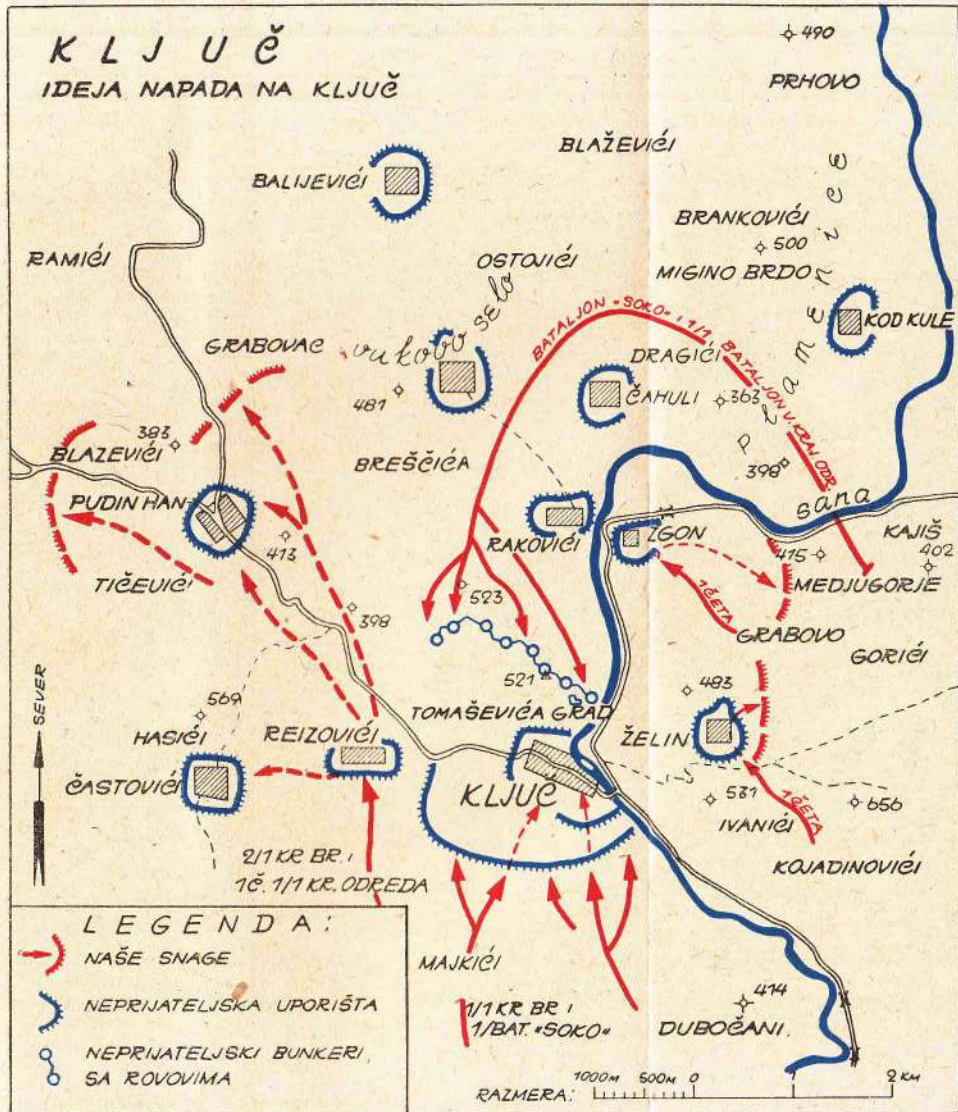 KLJUČ
IDEJA NAPADA NA KLJUČ
490
PRHOVO
BLAŽEVIĆI
BALIJEVIĆI
BRANKOVIĆI
500
RAMIĆI
OSTOJIĆI
MIGINO BRDO
KOD KULE
plamenice
GRABOVAC
vukovo selo
BATALJON "SOKO" I 1/1, BATALJON V. KRAJ. ODR.
DRAGIĆI
481
ČAHULI
363
383
BLAZEVIĆI
BREŠČICA
398
PUDIN HAN
sana
413
RAKOVIĆI
ZGON
KAJIŠ
415
402
TIČEVIĆI
MEDJUGORJE
523
1ČETA
398
GRABOVO
GORIĆI
521
483
569
TOMAŠEVIĆA GRAD
SEVER
HASIĆI
REIZOVIĆI
ŽELIN
ČASTOVIĆI
KLJUČ
531
656
1ČETA
IVANIĆI
KOJADINOVIĆI
2/1 KR BR. I
1Č. 1/1 KR. ODREDA
LEGENDA:
NAŠE SNAGE
NEPRIJATELJSKA UPORIŠTA
NEPRIJATELJSKI BUNKERI
SA ROVOVIMA
MAJKIĆI
1/1 KR BR I
1/BAT. "SOKO"
414
DUBOČANI.
RAZMERA:
1000M 500M 0 1 2 KM